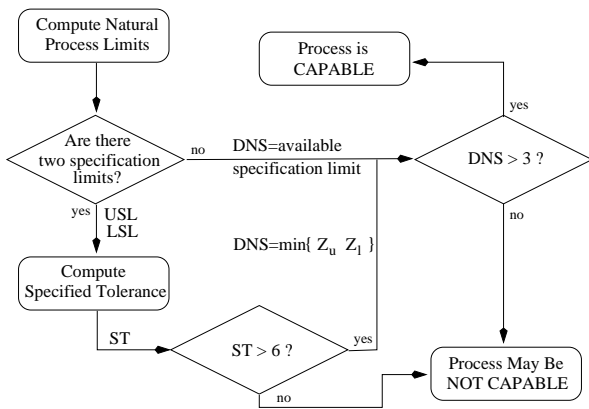 Compute Natural
Process Limits
Process is
CAPABLE
yes
Are there
two specification
limits?
no
DNS=available
specification limit
DNS > 3 ?
yes
USL
LSL
no
DNS=min{ Zu Zl }
Compute
Specified Tolerance
ST
ST > 6 ?
yes
no
Process May Be
NOT CAPABLE